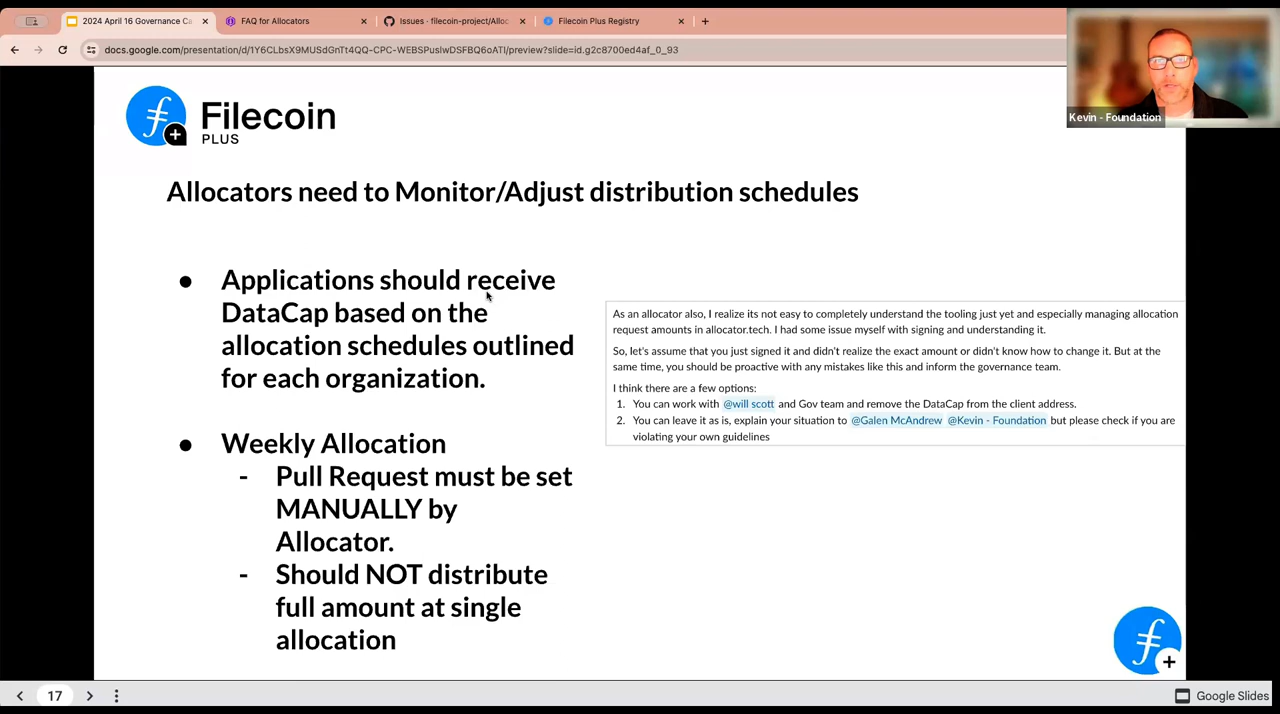 2024 April 16 Governance Ca
FAQ for Allocators
Issues · filecoin-project/Alloc
Filecoin Plus Registry
docs.google.com/presentation/d/1Y6CLbsX9MUSdGnTt4QQ-CPC-WEBSPuslwDSFBQ6oATI/preview?slide=id.g2c8700ed4af_0_93
Kevin - Foundation
Filecoin
PLUS
Allocators need to Monitor/Adjust distribution schedules
● Applications should receive
DataCap based on the
allocation schedules outlined
for each organization.
● Weekly Allocation
- Pull Request must be set
MANUALLY by
Allocator.
- Should NOT distribute
full amount at single
allocation
As an allocator also, I realize its not easy to completely understand the tooling just yet and especially managing allocation
request amounts in allocator.tech. I had some issue myself with signing and understanding it.
So, let's assume that you just signed it and didn't realize the exact amount or didn't know how to change it. But at the
same time, you should be proactive with any mistakes like this and inform the governance team.
I think there are a few options:
1. You can work with @will scott and Gov team and remove the DataCap from the client address.
2. You can leave it as is, explain your situation to @Galen McAndrew @Kevin - Foundation but please check if you are
violating your own guidelines
17
Google Slides